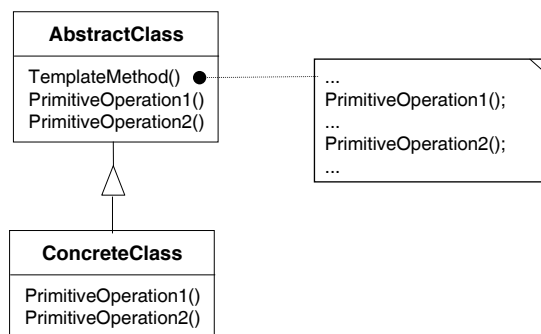 AbstractClass
TemplateMethod()
PrimitiveOperation1()
PrimitiveOperation2()
...
PrimitiveOperation1();
...
PrimitiveOperation2();
...
ConcreteClass
PrimitiveOperation1()
PrimitiveOperation2()